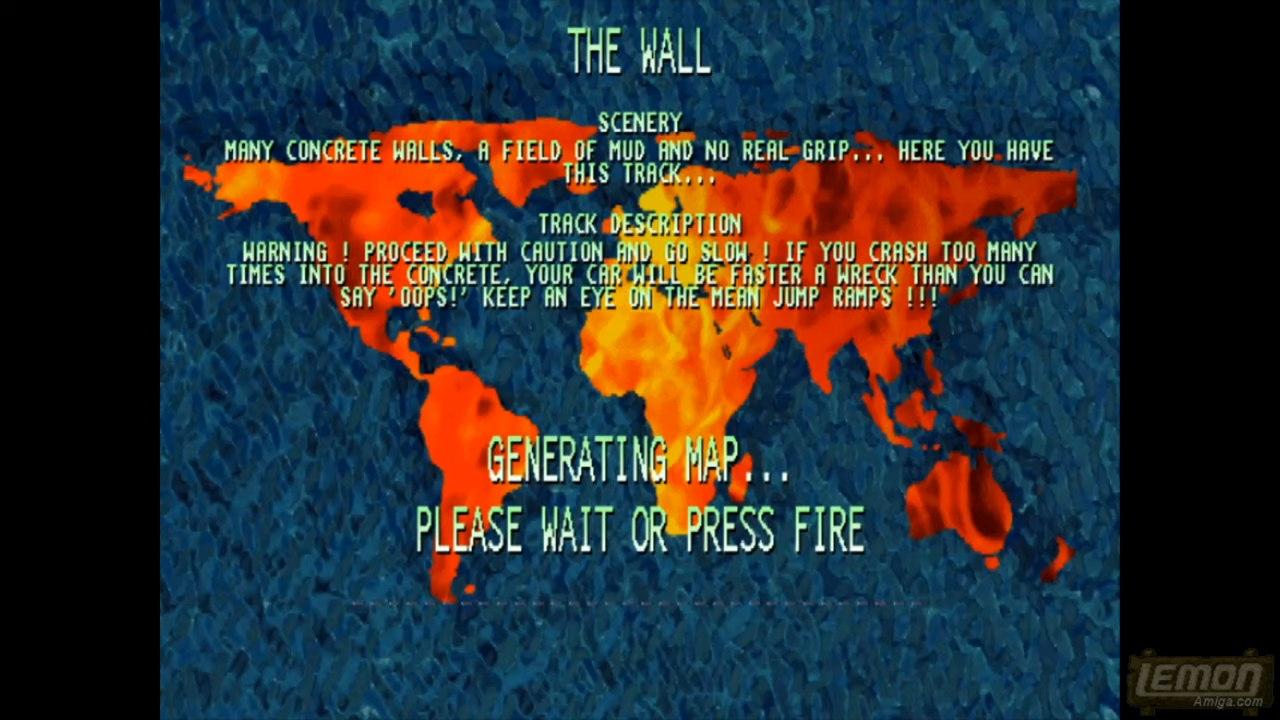 THE WALL
SCENERY
MANY CONCRETE WALLS, A FIELD OF MUD AND NO REAL GRIP... HERE YOU HAVE
THIS TRACK...
TRACK DESCRIPTION
WARNING ! PROCEED WITH CAUTION AND GO SLOW ! IF YOU CRASH TOO MANY
TIMES INTO THE CONCRETE, YOUR CAR WILL BE FASTER A WRECK THAN YOU CAN
SAY 'OOPS!' KEEP AN EYE ON THE MEAN JUMP RAMPS !!!
GENERATING MAP...
PLEASE WAIT OR PRESS FIRE
LEMON
Amiga.com